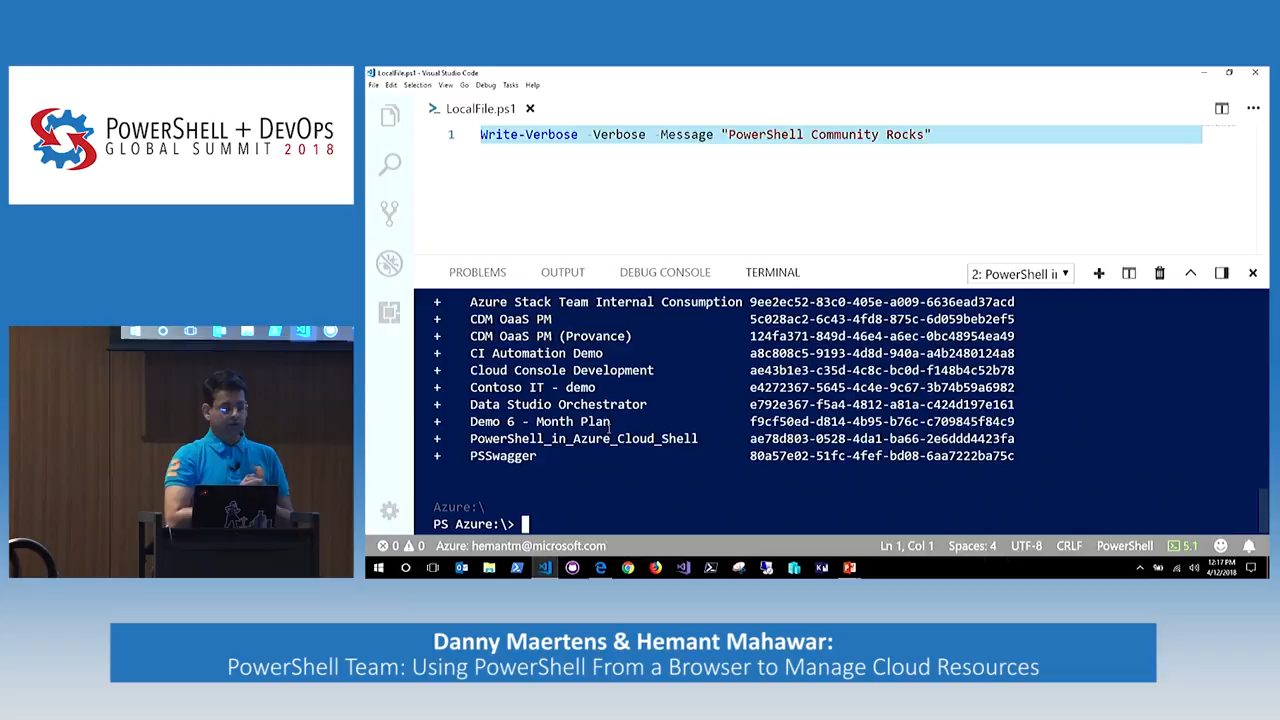 POWERSHELL + DEVOPS
GLOBAL SUMMIT 2018
LocalFile.ps1 - Visual Studio Code
File Edit Selection View Go Debug Tasks Help
LocalFile.ps1
1 Write-Verbose -Verbose -Message "PowerShell Community Rocks"
PROBLEMS OUTPUT DEBUG CONSOLE TERMINAL 2: PowerShell in
+ Azure Stack Team Internal Consumption 9ee2ec52-83c0-405e-a009-6636ead37acd
+ CDM OaaS PM 5c028ac2-6c43-4fd8-875c-6d059beb2ef5
+ CDM OaaS PM (Provance) 124fa371-849d-46e4-a6ec-0bc48954ea49
+ CI Automation Demo a8c808c5-9193-4d8d-940a-a4b2480124a8
+ Cloud Console Development ae43b1e3-c35d-4c8c-bc0d-f148b4c52b78
+ Contoso IT - demo e4272367-5645-4c4e-9c67-3b74b59a6982
+ Data Studio Orchestrator e792e367-f5a4-4812-a81a-c424d197e161
+ Demo 6 - Month Plan f9cf50ed-d814-4b95-b76c-c709845f84c9
+ PowerShell_in_Azure_Cloud_Shell ae78d803-0528-4da1-ba66-2e6ddd4423fa
+ PSSwagger 80a57e02-51fc-4fef-bd08-6aa7222ba75c
Azure:\
PS Azure:\>
0 0 Azure: hemantm@microsoft.com Ln 1, Col 1 Spaces: 4 UTF-8 CRLF PowerShell 5.1
12:17 PM
4/12/2018
Danny Maertens & Hemant Mahawar:
PowerShell Team: Using PowerShell From a Browser to Manage Cloud Resources